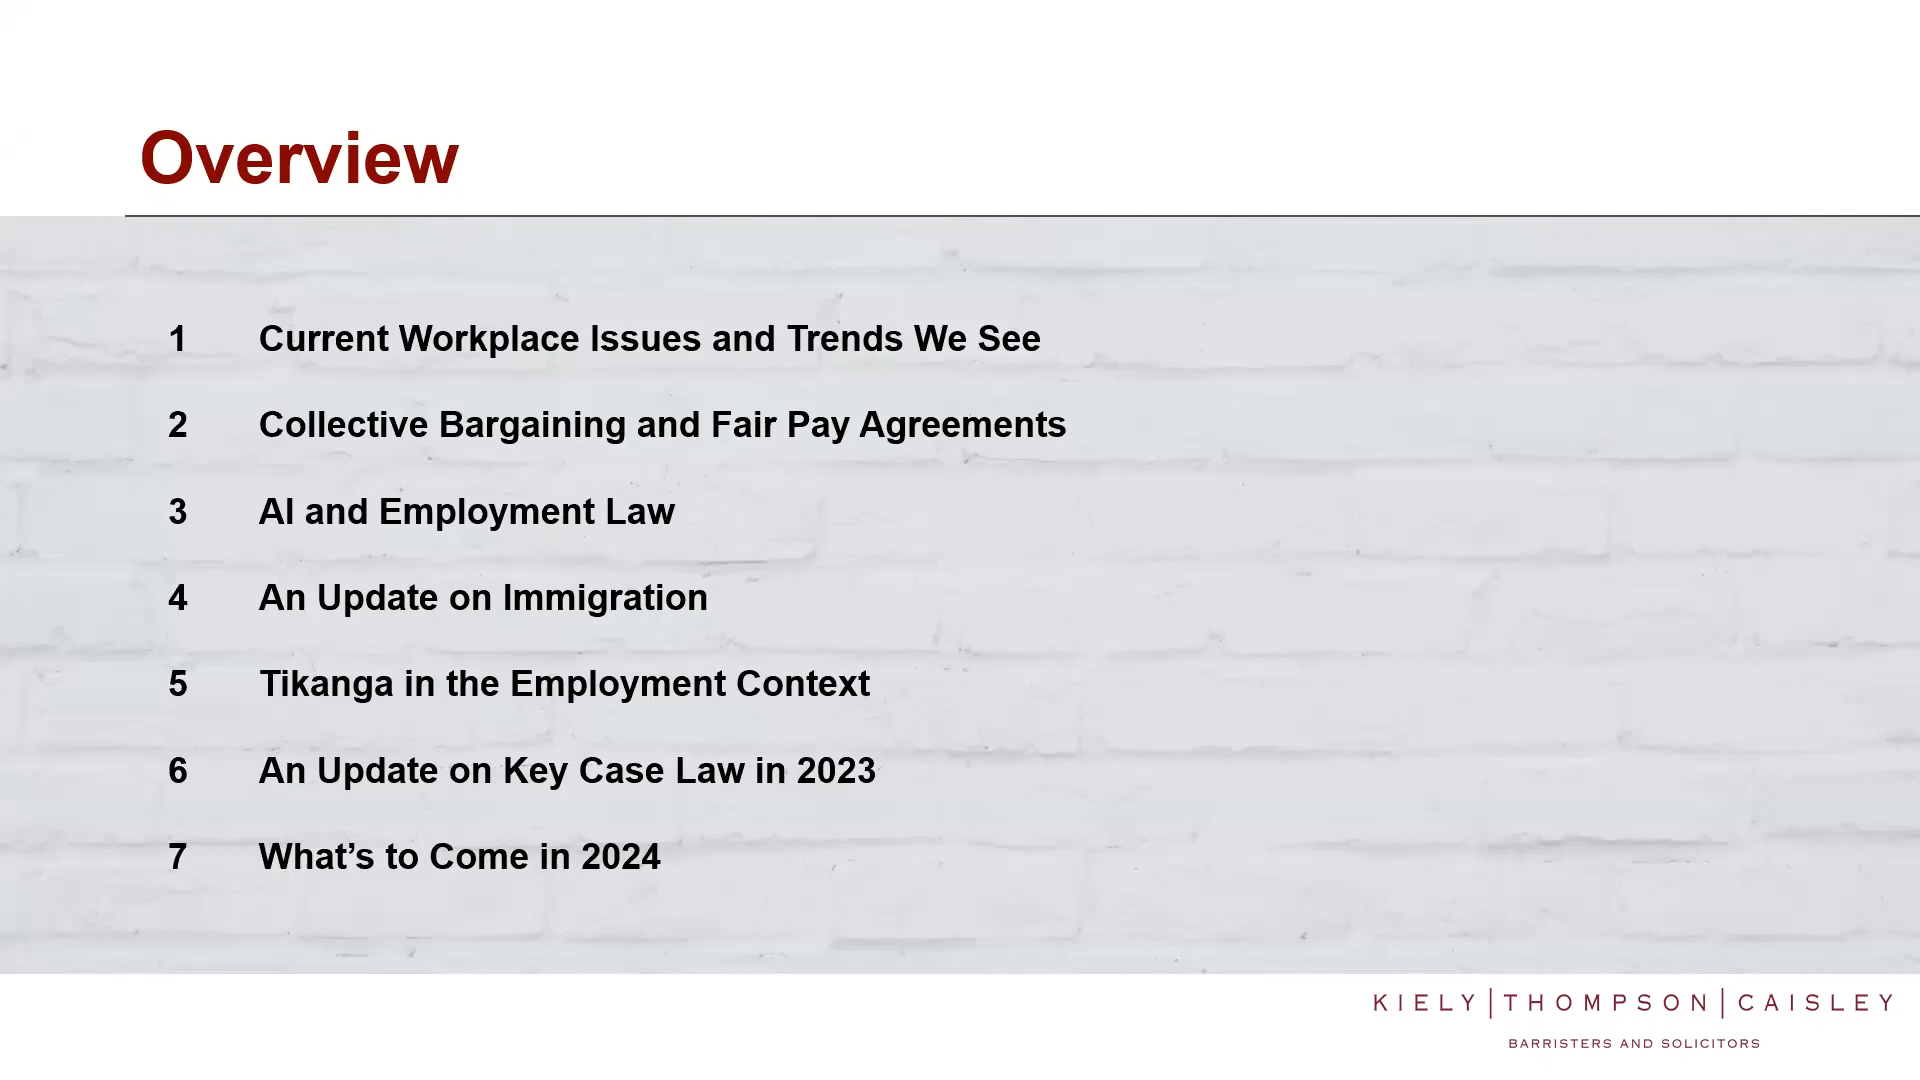 Overview
1 Current Workplace Issues and Trends We See
2 Collective Bargaining and Fair Pay Agreements
3 AI and Employment Law
4 An Update on Immigration
5 Tikanga in the Employment Context
6 An Update on Key Case Law in 2023
7 What’s to Come in 2024
KIELY|THOMPSON|CAISLEY
BARRISTERS AND SOLICITORS